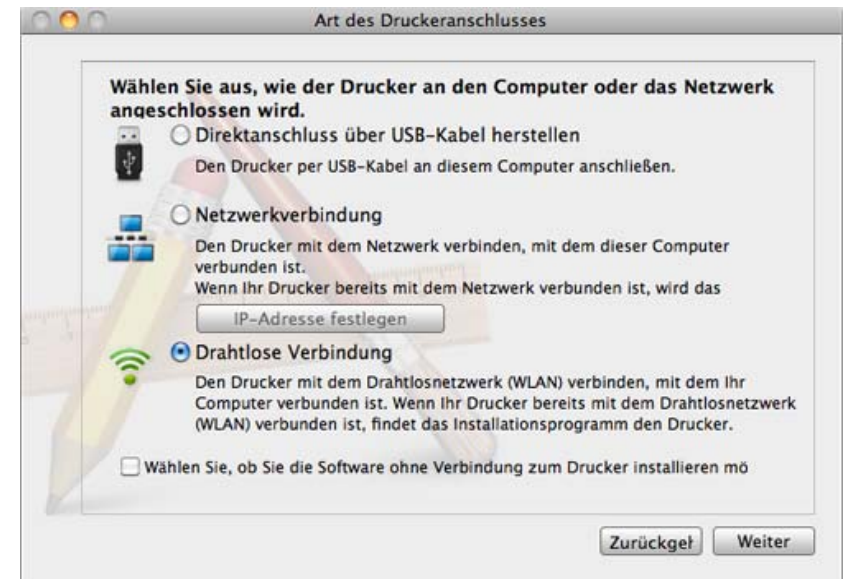 Art des Druckeranschlusses
Wählen Sie aus, wie der Drucker an den Computer oder das Netzwerk
angeschlossen wird.
Direktanschluss über USB-Kabel herstellen
Den Drucker per USB-Kabel an diesem Computer anschließen.
Netzwerkverbindung
Den Drucker mit dem Netzwerk verbinden, mit dem dieser Computer
verbunden ist.
Wenn Ihr Drucker bereits mit dem Netzwerk verbunden ist, wird das
IP-Adresse festlegen
Drahtlose Verbindung
Den Drucker mit dem Drahtlosnetzwerk (WLAN) verbinden, mit dem Ihr
Computer verbunden ist. Wenn Ihr Drucker bereits mit dem Drahtlosnetzwerk
(WLAN) verbunden ist, findet das Installationsprogramm den Drucker.
Wählen Sie, ob Sie die Software ohne Verbindung zum Drucker installieren mö
Zurückgeh Weiter